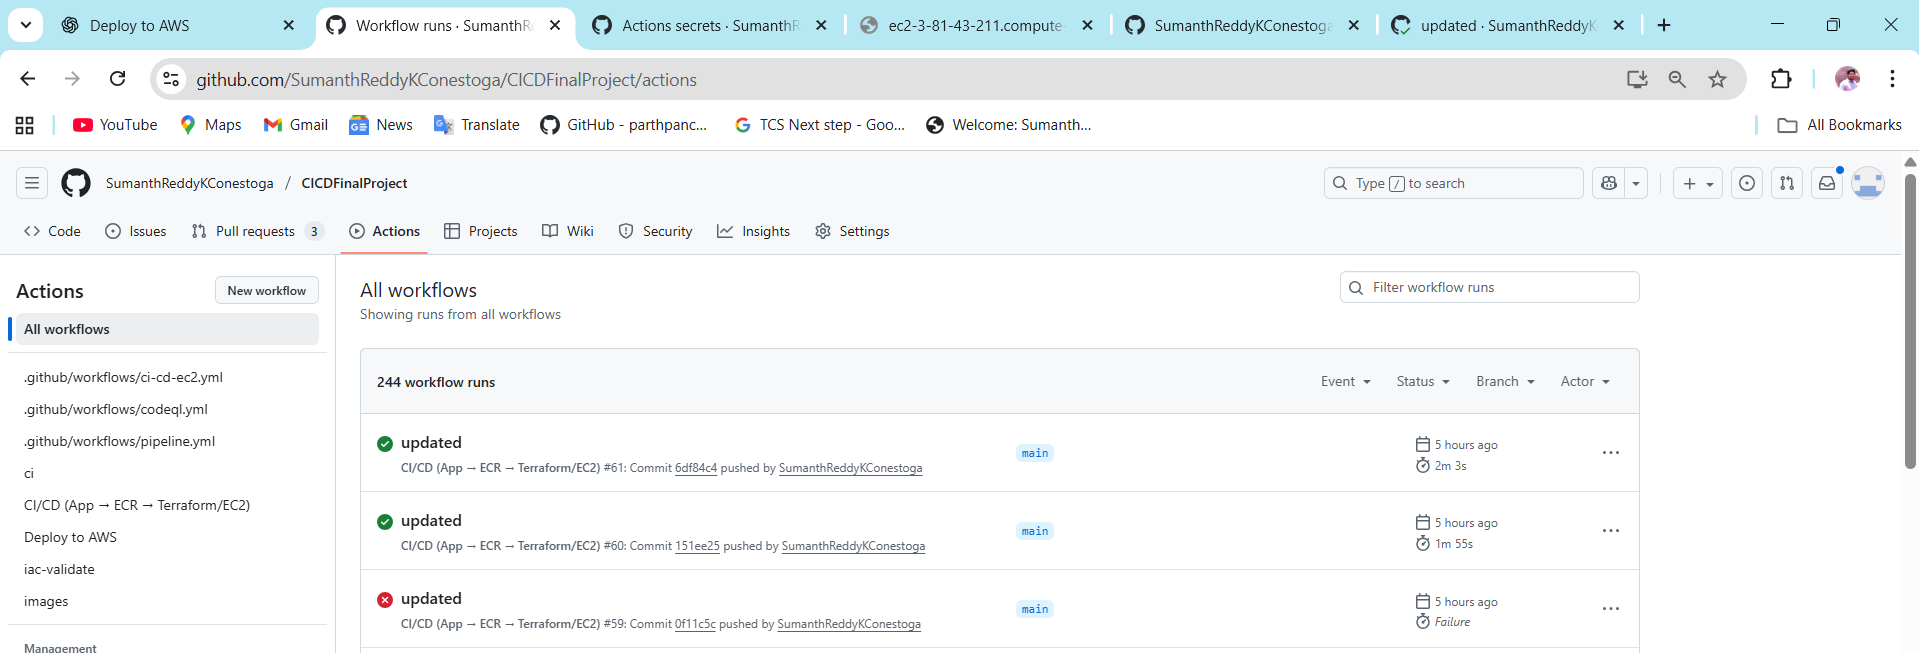 Deploy to AWS
Workflow runs · SumanthR
Actions secrets · SumanthR
ec2-3-81-43-211.compute-
SumanthReddyKConestoga
updated · SumanthReddyK
github.com/SumanthReddyKConestoga/CICDFinalProject/actions
YouTube Maps Gmail News Translate GitHub - parthpanc... TCS Next step - Goo... Welcome: Sumanth... All Bookmarks
SumanthReddyKConestoga / CICDFinalProject
Type / to search
Code Issues Pull requests 3 Actions Projects Wiki Security Insights Settings
Actions
New workflow
All workflows
.github/workflows/ci-cd-ec2.yml
.github/workflows/codeql.yml
.github/workflows/pipeline.yml
ci
CI/CD (App → ECR → Terraform/EC2)
Deploy to AWS
iac-validate
images
Management
All workflows
Showing runs from all workflows
Filter workflow runs
244 workflow runs
Event Status Branch Actor
updated
CI/CD (App → ECR → Terraform/EC2) #61: Commit 6df84c4 pushed by SumanthReddyKConestoga
main
5 hours ago
2m 3s
updated
CI/CD (App → ECR → Terraform/EC2) #60: Commit 151ee25 pushed by SumanthReddyKConestoga
main
5 hours ago
1m 55s
updated
CI/CD (App → ECR → Terraform/EC2) #59: Commit 0f11c5c pushed by SumanthReddyKConestoga
main
5 hours ago
Failure